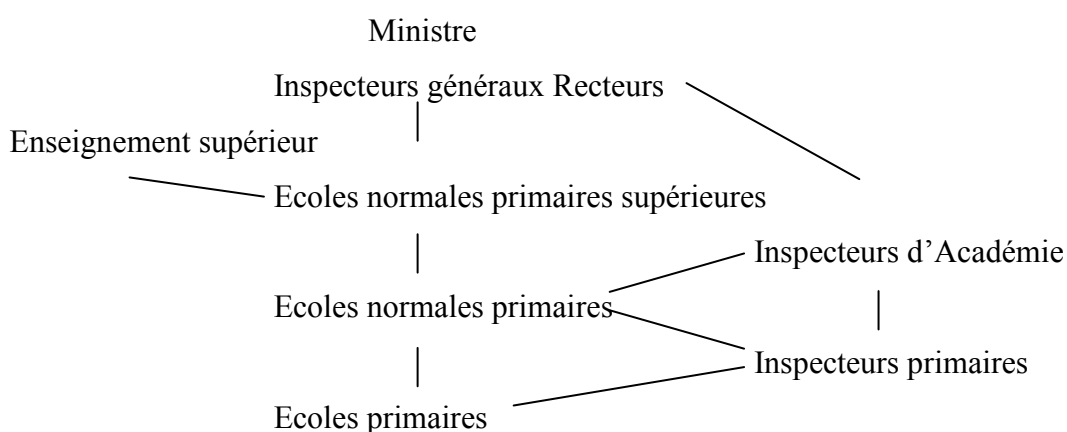 Ministre
Inspecteurs généraux Recteurs
Enseignement supérieur
Ecoles normales primaires supérieures
Inspecteurs d’Académie
Ecoles normales primaires
Inspecteurs primaires
Ecoles primaires